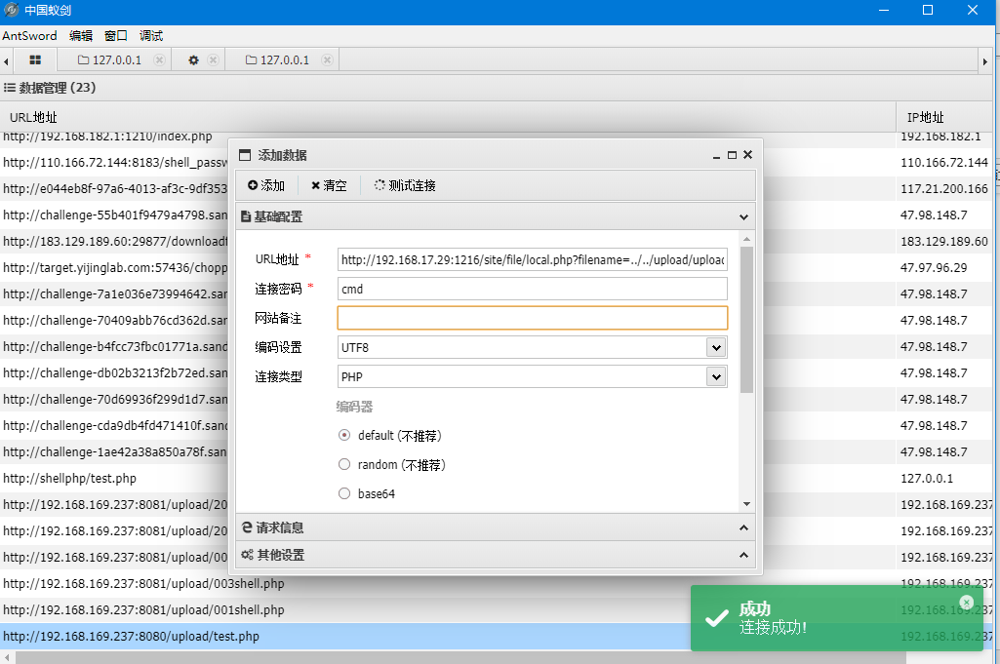 中国蚁剑
AntSword 编辑 窗口 调试
127.0.0.1 127.0.0.1
数据管理 (23)
URL地址 IP地址
http://192.168.182.1:1210/index.php 192.168.182.1
http://110.166.72.144:8183/shell_passw 110.166.72.144
http://e044eb8f-97a6-4013-af3c-9df353 117.21.200.166
http://challenge-55b401f9479a4798.san 47.98.148.7
http://183.129.189.60:29877/downloadf 183.129.189.60
http://target.yijinglab.com:57436/chopp 47.97.96.29
http://challenge-7a1e036e73994642.san 47.98.148.7
http://challenge-70409abb76cd362d.san 47.98.148.7
http://challenge-b4fcc73fbc01771a.sand 47.98.148.7
http://challenge-db02b3213f2b72ed.san 47.98.148.7
http://challenge-70d69936f299d1d7.san 47.98.148.7
http://challenge-cda9db4fd471410f.sand 47.98.148.7
http://challenge-1ae42a38a850a78f.san 47.98.148.7
http://shellphp/test.php 127.0.0.1
http://192.168.169.237:8081/upload/20 192.168.169.237
http://192.168.169.237:8081/upload/20 192.168.169.237
http://192.168.169.237:8081/upload/00 192.168.169.237
http://192.168.169.237:8081/upload/003shell.php 192.168.169.237
http://192.168.169.237:8081/upload/001shell.php 192.168.169.237
http://192.168.169.237:8080/upload/test.php 192.168.169.237
添加数据
添加 清空 测试连接
基础配置
URL地址 * http://192.168.17.29:1216/site/file/local.php?filename=../../upload/upload
连接密码 * cmd
网站备注
编码设置 UTF8
连接类型 PHP
编码器
default (不推荐)
random (不推荐)
base64
请求信息
其他设置
成功
连接成功!